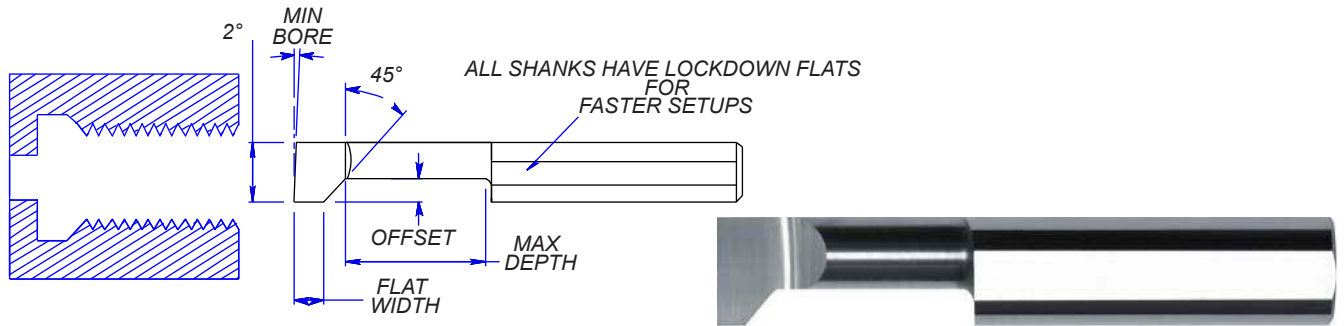 MIN
BORE
2°
45°
ALL SHANKS HAVE LOCKDOWN FLATS
FOR
FASTER SETUPS
OFFSET
MAX
DEPTH
FLAT
WIDTH